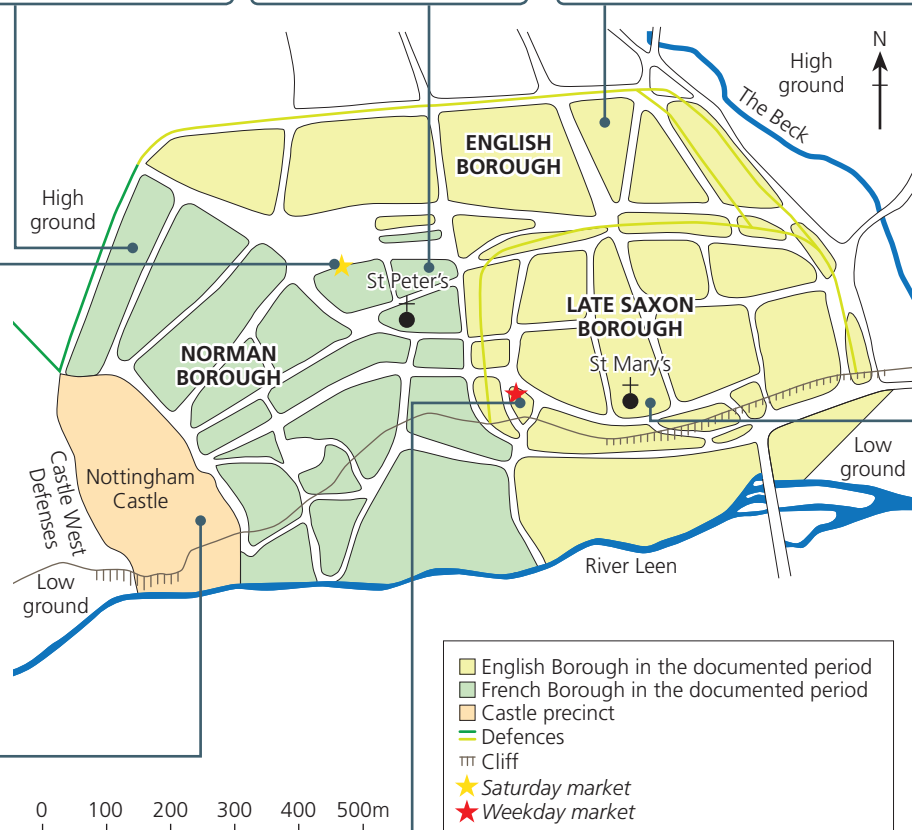 N
High
ground
The Beck
ENGLISH
BOROUGH
High
ground
St Peter's
LATE SAXON
BOROUGH
NORMAN
BOROUGH
St Mary's
Low
ground
Nottingham
Castle
Castle West
Defenses
River Leen
Low
ground
English Borough in the documented period
French Borough in the documented period
Castle precinct
Defences
Cliff
Saturday market
Weekday market
0 100 200 300 400 500m